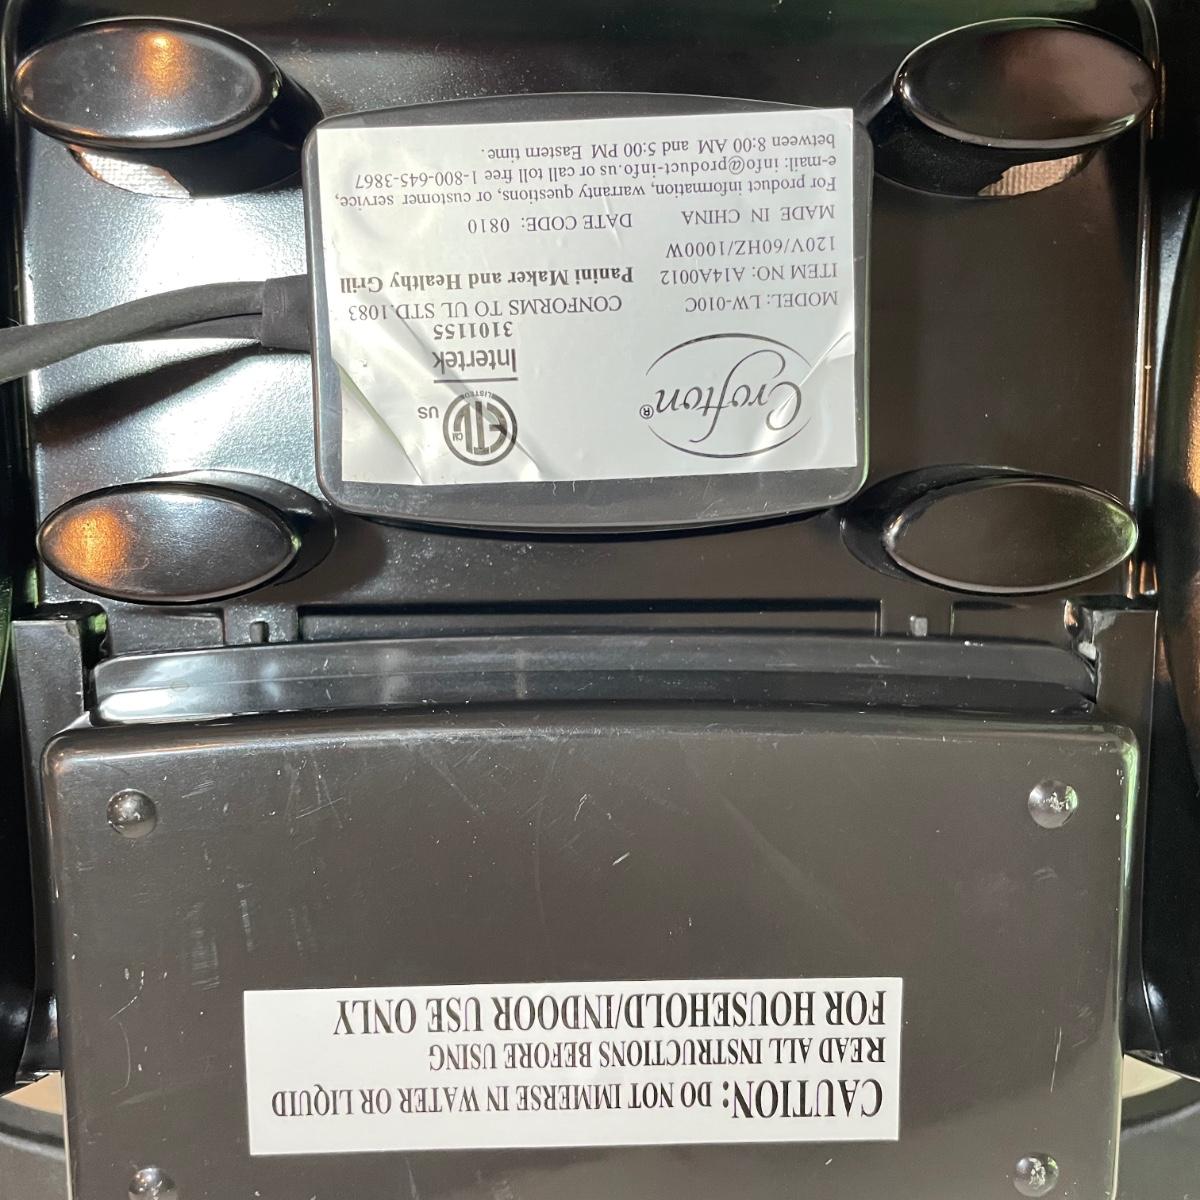 CAUTION: DO NOT IMMERSE IN WATER OR LIQUID
READ ALL INSTRUCTIONS BEFORE USING
FOR HOUSEHOLD/INDOOR USE ONLY
Crofton®
ETL CM US
LISTED
Intertek
3101155
MODEL: LW-010C CONFORMS TO UL STD.1083
ITEM NO: A14A0012 Panini Maker and Healthy Grill
120V/60HZ/1000W
MADE IN CHINA DATE CODE: 0810
For product information, warranty, questions, or customer service,
e-mail: info@product-info.us or call toll free 1-800-645-3867
between 8:00 AM and 5:00 PM Eastern time.